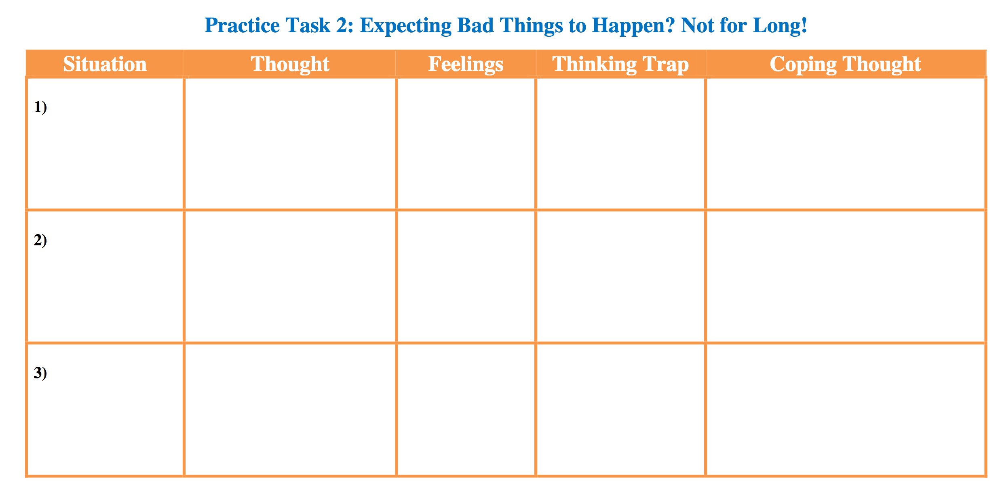 Practice Task 2: Expecting Bad Things to Happen? Not for Long!
Situation Thought Feelings Thinking Trap Coping Thought
1)
2)
3)